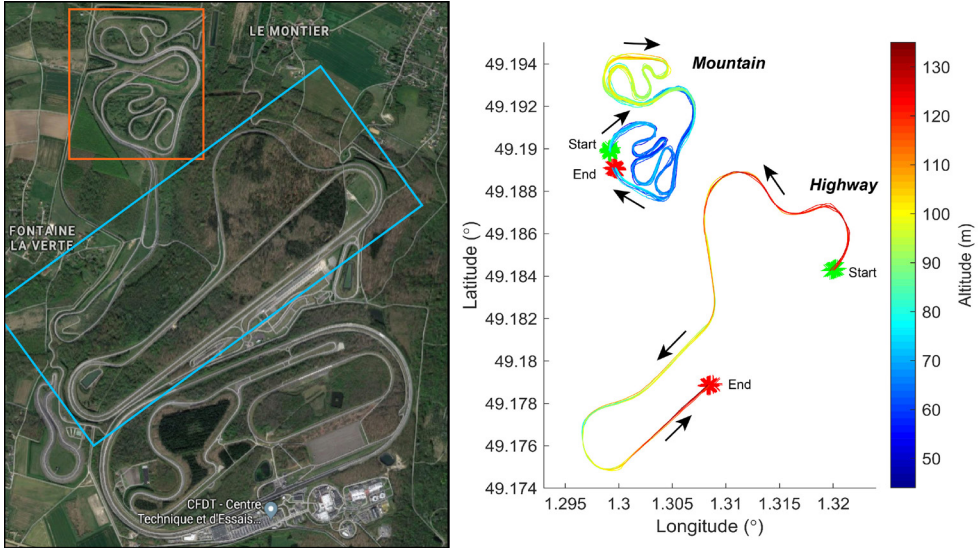 LE MONTIER
FONTAINE
LA VERTE
CFDT - Centre
Technique et d'Essais...
Mountain
Start
End
Highway
Start
End
49.194
49.192
49.19
49.188
49.186
49.184
49.182
49.18
49.178
49.176
49.174
Latitude (°)
1.295
1.3
1.305
1.31
1.315
1.32
Longitude (°)
130
120
110
100
90
80
70
60
50
Altitude (m)